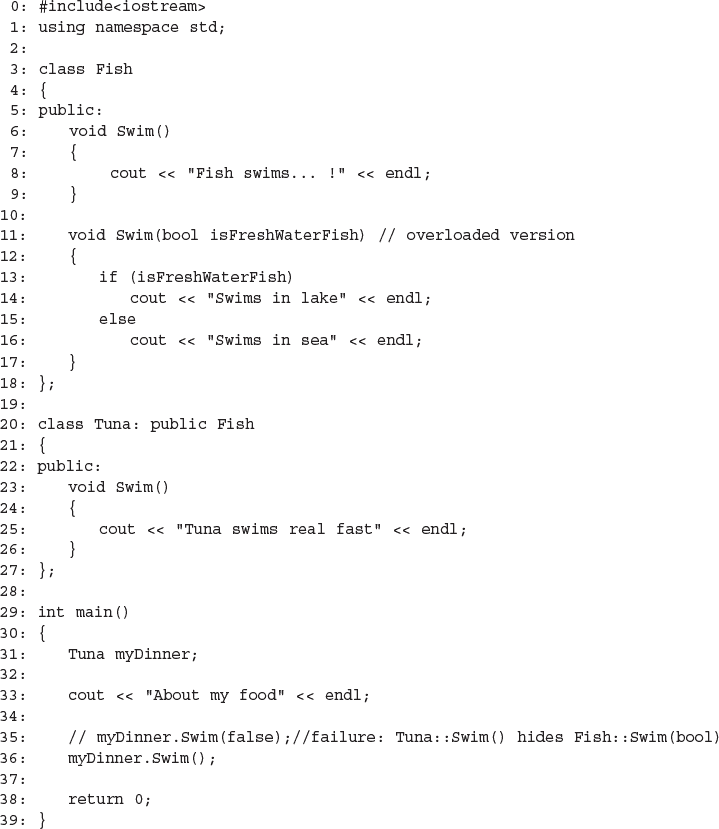 0: #include<iostream>
1: using namespace std;
2:
3: class Fish
4: {
5: public:
6:    void Swim()
7:    {
8:        cout << "Fish swims... !" << endl;
9:    }
10:
11:    void Swim(bool isFreshWaterFish) // overloaded version
12:    {
13:       if (isFreshWaterFish)
14:          cout << "Swims in lake" << endl;
15:       else
16:          cout << "Swims in sea" << endl;
17:    }
18: };
19:
20: class Tuna: public Fish
21: {
22: public:
23:    void Swim()
24:    {
25:       cout << "Tuna swims real fast" << endl;
26:    }
27: };
28:
29: int main()
30: {
31:    Tuna myDinner;
32:
33:    cout << "About my food" << endl;
34:
35:    // myDinner.Swim(false);//failure: Tuna::Swim() hides Fish::Swim(bool)
36:    myDinner.Swim();
37:
38:    return 0;
39: }